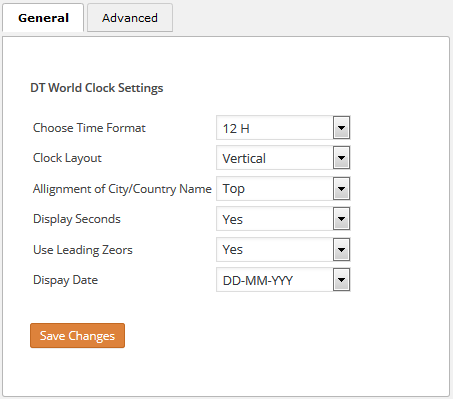 General Advanced
DT World Clock Settings
Choose Time Format 12 H
Clock Layout Vertical
Allignment of City/Country Name Top
Display Seconds Yes
Use Leading Zeors Yes
Dispay Date DD-MM-YYY
Save Changes